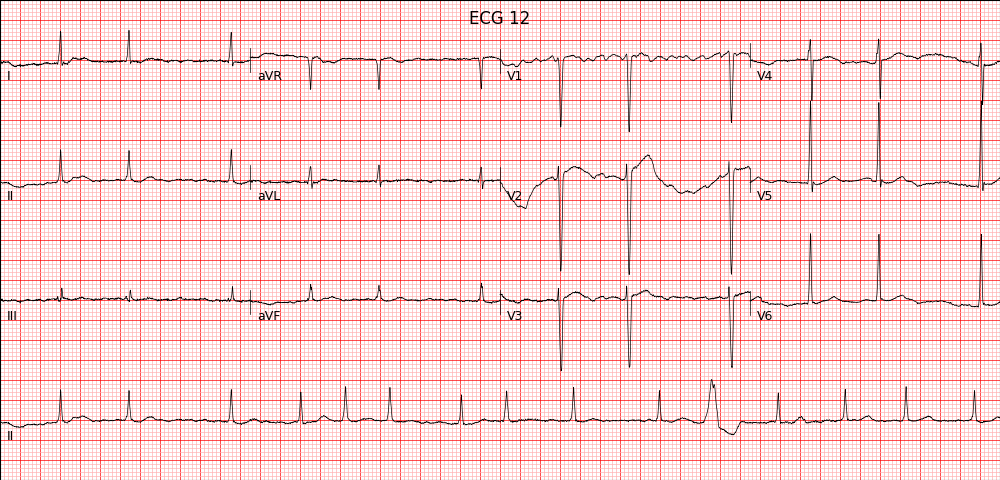 ECG 12
I aVR V1 V4
II aVL V2 V5
III aVF V3 V6
II